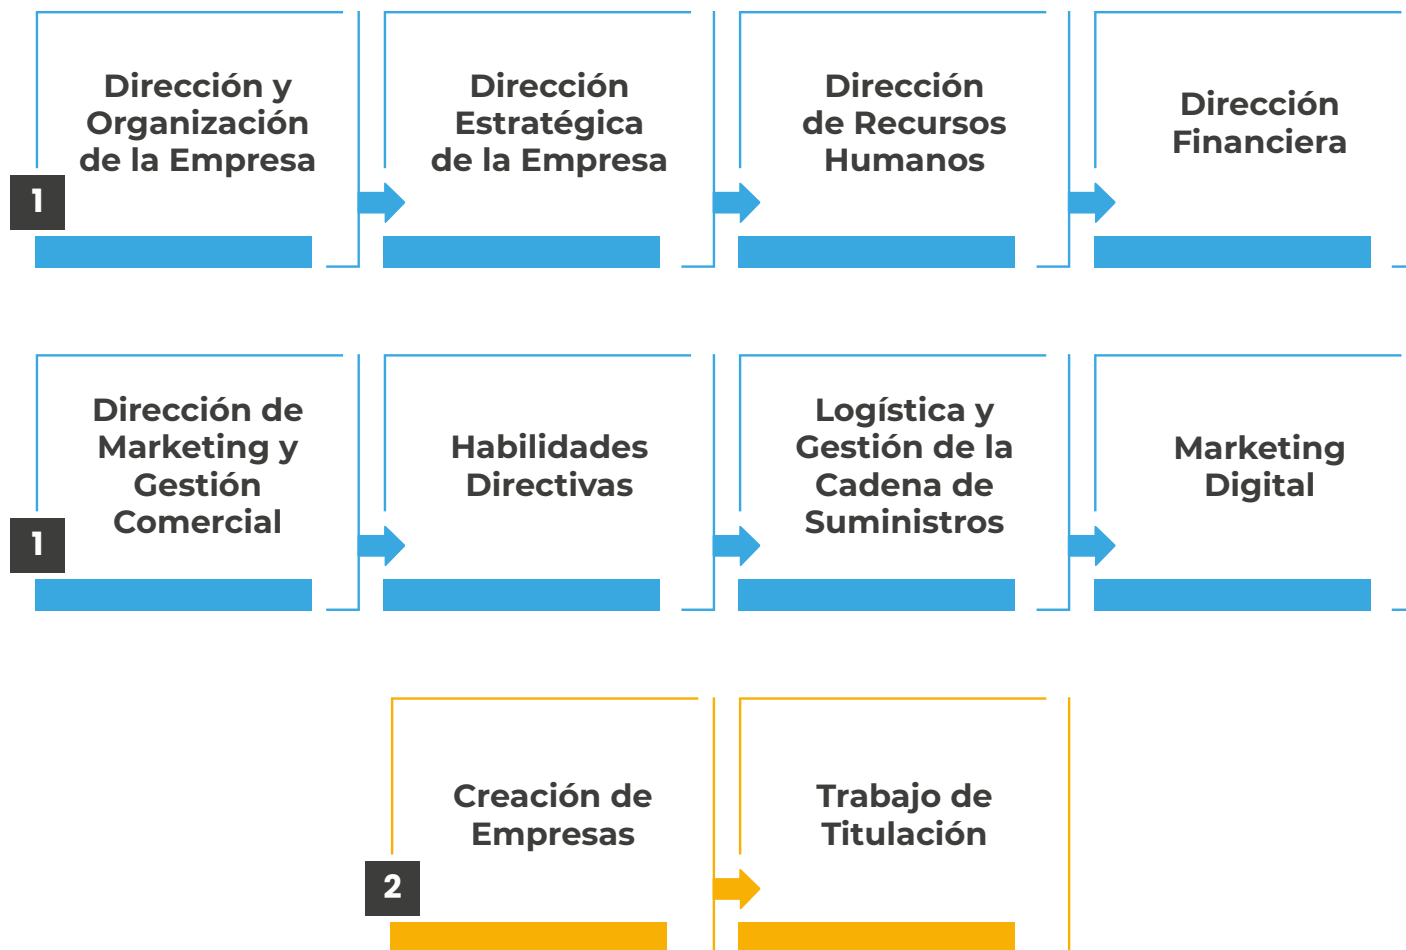 Dirección y
Organización
de la Empresa
1
Dirección
Estratégica
de la Empresa
Dirección
de Recursos
Humanos
Dirección
Financiera
Dirección de
Marketing y
Gestión
Comercial
1
Habilidades
Directivas
Logística y
Gestión de la
Cadena de
Suministros
Marketing
Digital
Creación de
Empresas
2
Trabajo de
Titulación